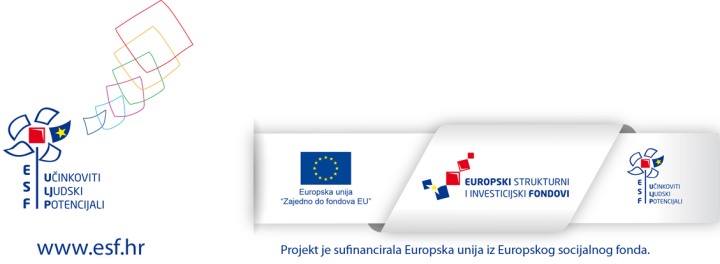 E
S
F
UČINKOVITI
LJUDSKI
POTENCIJALI
www.esf.hr
Europska unija
"Zajedno do fondova EU"
EUROPSKI STRUKTURNI
I INVESTICIJSKI FONDOVI
E
S
F
UČINKOVITI
LJUDSKI
POTENCIJALI
Projekt je sufinancirala Europska unija iz Europskog socijalnog fonda.